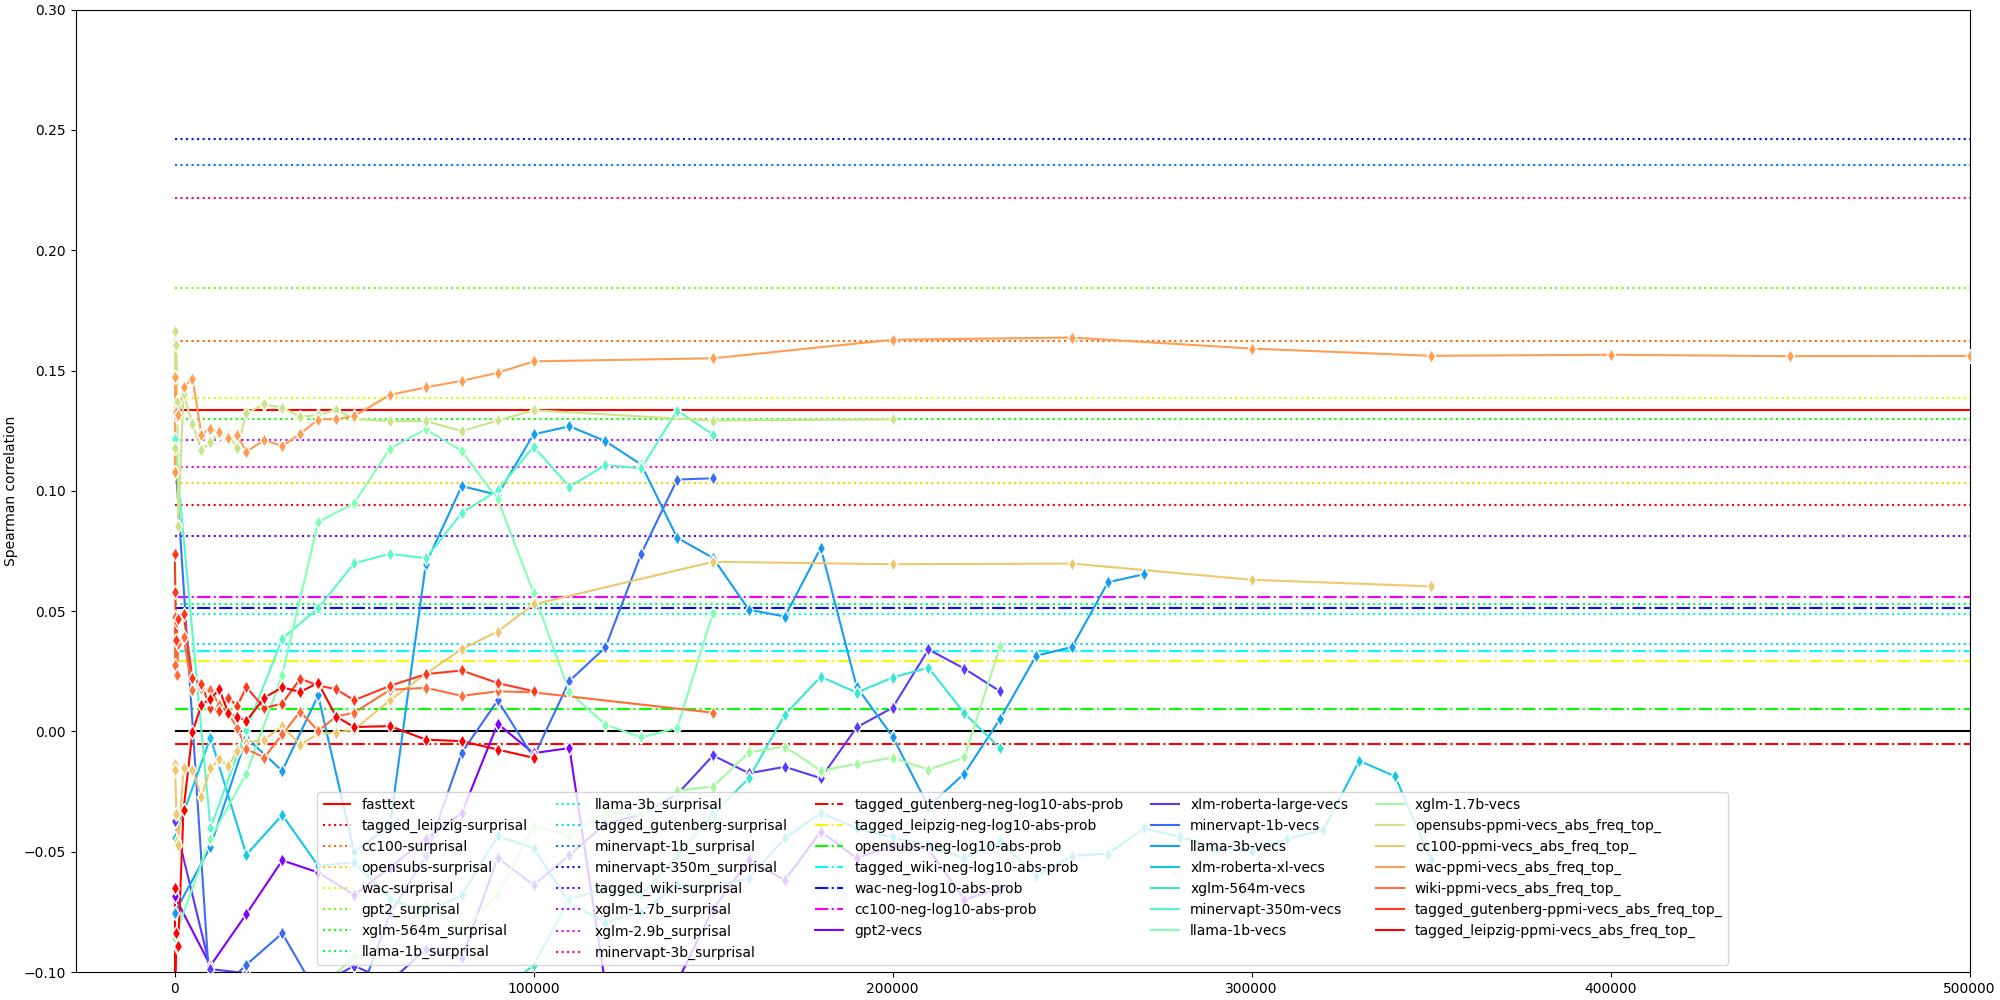 0.30
0.25
0.20
0.15
0.10
0.05
0.00
−0.05
−0.10
Spearman correlation
fasttext
tagged_leipzig-surprisal
cc100-surprisal
opensubs-surprisal
wac-surprisal
gpt2_surprisal
xglm-564m_surprisal
llama-1b_surprisal
llama-3b_surprisal
tagged_gutenberg-surprisal
minervapt-1b_surprisal
minervapt-350m_surprisal
tagged_wiki-surprisal
xglm-1.7b_surprisal
xglm-2.9b_surprisal
minervapt-3b_surprisal
tagged_gutenberg-neg-log10-abs-prob
tagged_leipzig-neg-log10-abs-prob
opensubs-neg-log10-abs-prob
tagged_wiki-neg-log10-abs-prob
wac-neg-log10-abs-prob
cc100-neg-log10-abs-prob
gpt2-vecs
xlm-roberta-large-vecs
minervapt-1b-vecs
llama-3b-vecs
xlm-roberta-xl-vecs
xglm-564m-vecs
minervapt-350m-vecs
llama-1b-vecs
xglm-1.7b-vecs
opensubs-ppmi-vecs_abs_freq_top_
cc100-ppmi-vecs_abs_freq_top_
wac-ppmi-vecs_abs_freq_top_
wiki-ppmi-vecs_abs_freq_top_
tagged_gutenberg-ppmi-vecs_abs_freq_top_
tagged_leipzig-ppmi-vecs_abs_freq_top_
0
100000
200000
300000
400000
500000